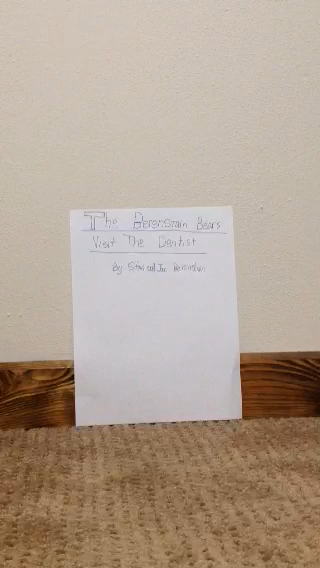 The Berenstain Bears
Visit The Dentist
By Stan and Jan Berenstain